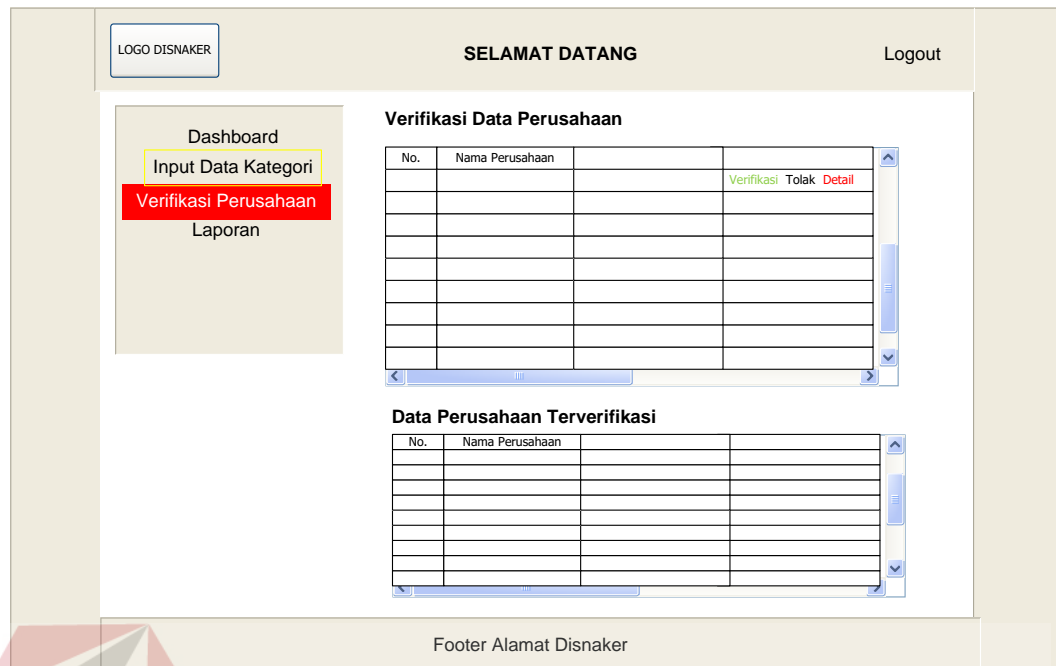 LOGO DISNAKER
SELAMAT DATANG
Logout
Dashboard
Input Data Kategori
Verifikasi Perusahaan
Laporan
Verifikasi Data Perusahaan
No. Nama Perusahaan
Verifikasi Tolak Detail
Data Perusahaan Terverifikasi
No. Nama Perusahaan
Footer Alamat Disnaker